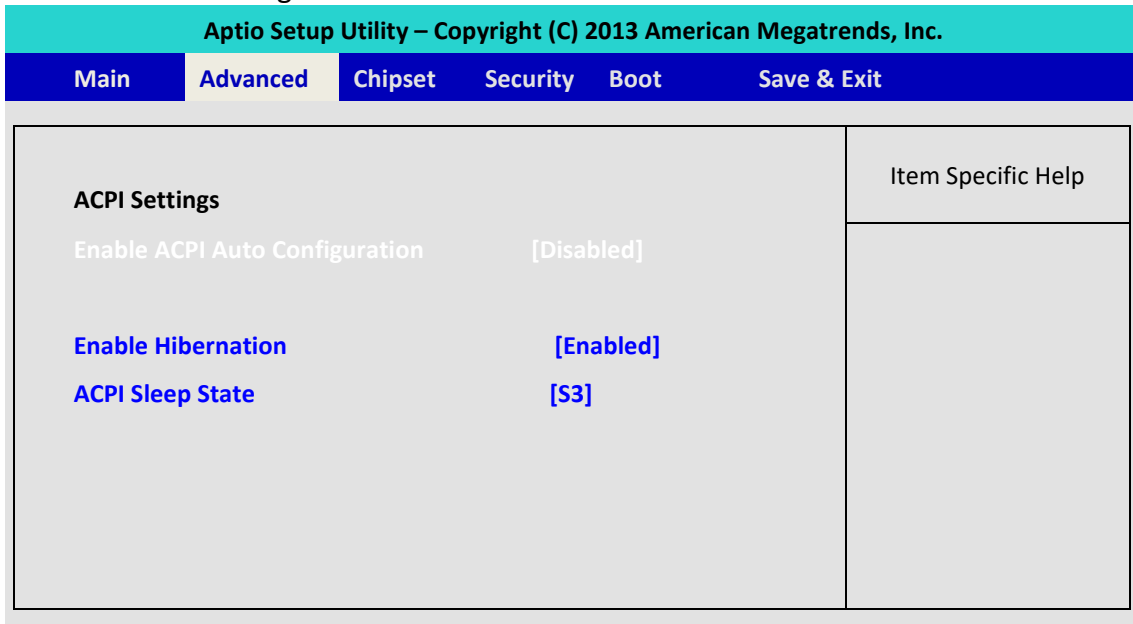 Aptio Setup Utility – Copyright (C) 2013 American Megatrends, Inc.
Main Advanced Chipset Security Boot Save & Exit
Item Specific Help
ACPI Settings
Enable ACPI Auto Configuration [Disabled]
Enable Hibernation [Enabled]
ACPI Sleep State [S3]